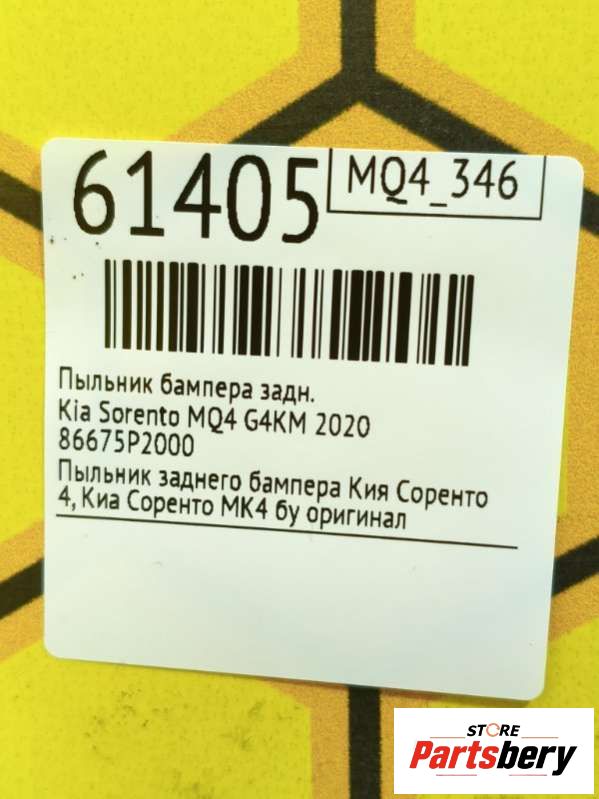 61405
MQ4_346
Пыльник бампера задн.
Kia Sorento MQ4 G4KM 2020
86675P2000
Пыльник заднего бампера Кия Соренто
4, Киа Соренто МК4 бу оригинал
STORE
Partsbery